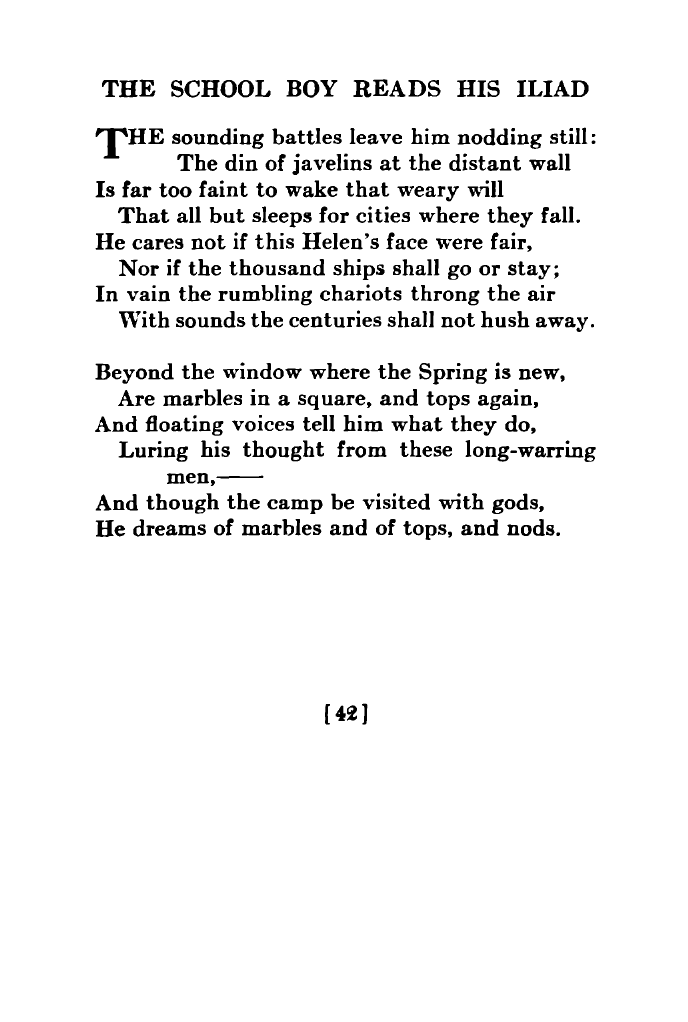 THE SCHOOL BOY READS HIS ILIAD
THE sounding battles leave him nodding still:
The din of javelins at the distant wall
Is far too faint to wake that weary will
That all but sleeps for cities where they fall.
He cares not if this Helen's face were fair,
Nor if the thousand ships shall go or stay;
In vain the rumbling chariots throng the air
With sounds the centuries shall not hush away.
Beyond the window where the Spring is new,
Are marbles in a square, and tops again,
And floating voices tell him what they do,
Luring his thought from these long-warring
men,——
And though the camp be visited with gods,
He dreams of marbles and of tops, and nods.
[42]